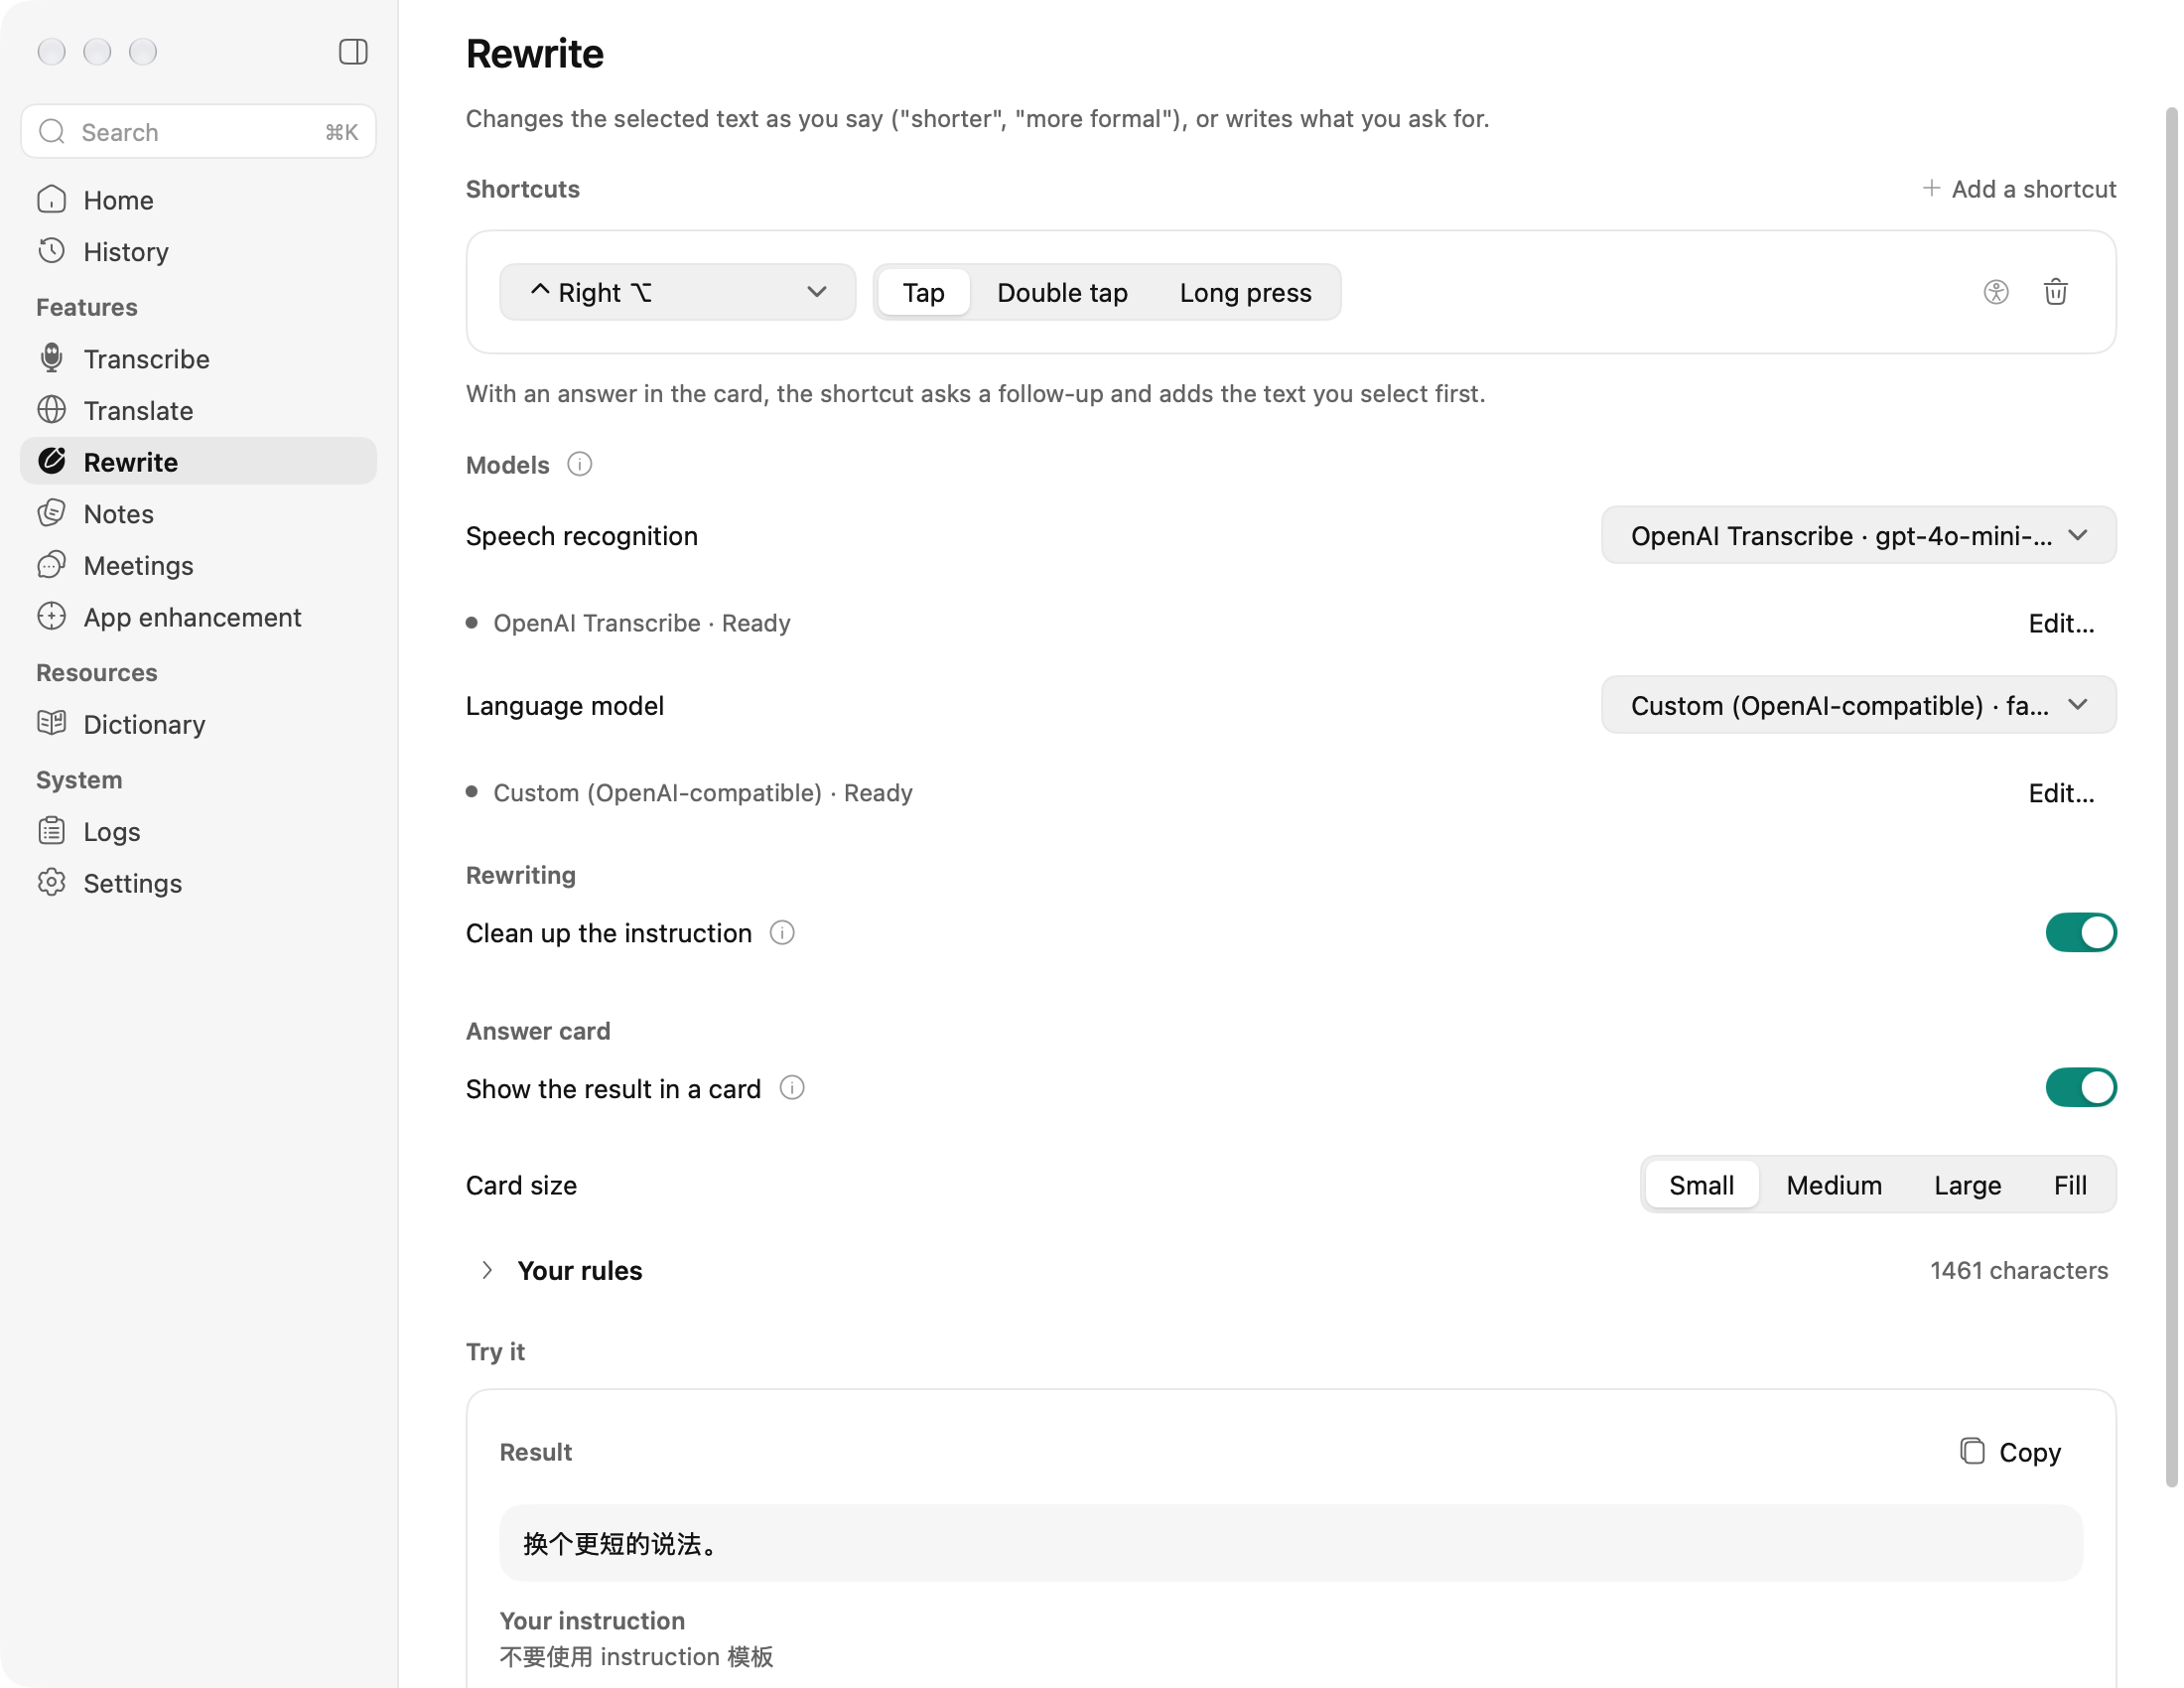 Search ⌘K
Home
History
Features
Transcribe
Translate
Rewrite
Notes
Meetings
App enhancement
Resources
Dictionary
System
Logs
Settings
Rewrite
Changes the selected text as you say ("shorter", "more formal"), or writes what you ask for.
Shortcuts + Add a shortcut
^ Right ⌥ Tap Double tap Long press
With an answer in the card, the shortcut asks a follow-up and adds the text you select first.
Models
Speech recognition OpenAI Transcribe · gpt-4o-mini-...
OpenAI Transcribe · Ready Edit...
Language model Custom (OpenAI-compatible) · fa...
Custom (OpenAI-compatible) · Ready Edit...
Rewriting
Clean up the instruction
Answer card
Show the result in a card
Card size Small Medium Large Fill
Your rules 1461 characters
Try it
Result Copy
换个更短的说法。
Your instruction
不要使用 instruction 模板